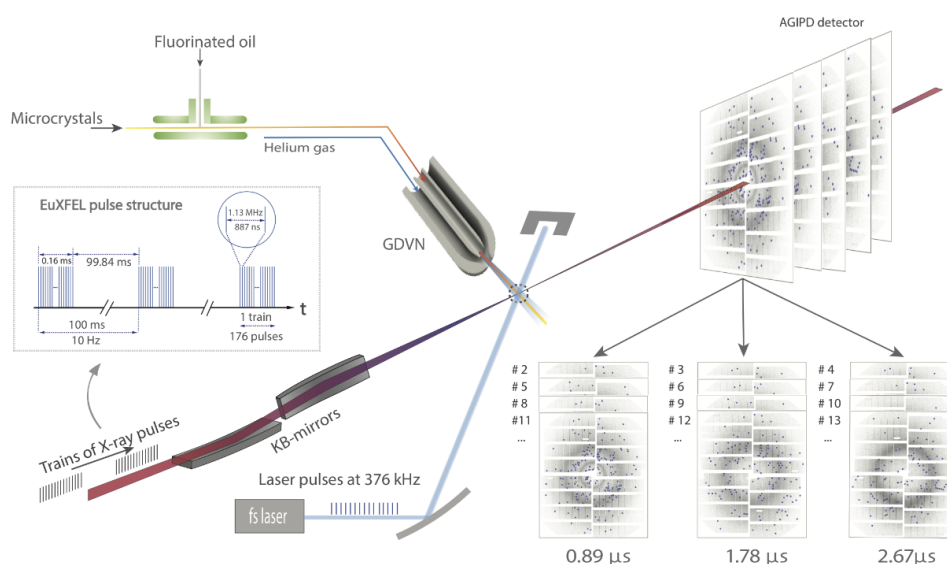 AGIPD detector
Fluorinated oil
Microcrystals
Helium gas
EuXFEL pulse structure
1.13 MHz
887 ns
0.16 ms
99.84 ms
...
...
...
t
100 ms
10 Hz
1 train
176 pulses
GDVN
KB-mirrors
Trains of X-ray pulses
Laser pulses at 376 kHz
fs laser
# 2
# 5
# 8
#11
...
0.89 μs
# 3
# 6
# 9
# 12
...
1.78 μs
# 4
# 7
# 10
# 13
...
2.67μs